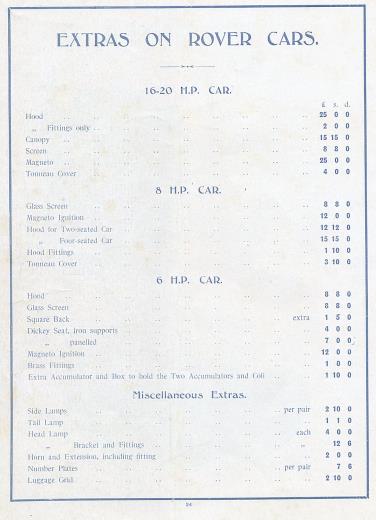 EXTRAS ON ROVER CARS.
16-20 H.P. CAR.
£ s. d.
Hood .. .. .. .. .. .. 25 0 0
„ Fittings only .. .. .. .. .. .. 2 0 0
Canopy .. .. .. .. .. .. .. 15 15 0
Screen .. .. .. .. .. .. 8 8 0
Magneto .. .. .. .. .. .. 25 0 0
Tonneau Cover .. .. .. .. .. .. 4 0 0
8 H.P. CAR.
Glass Screen .. .. .. .. .. .. 8 8 0
Magneto Ignition .. .. .. .. .. .. 12 0 0
Hood for Two-seated Car .. .. .. .. .. 12 12 0
„ Four-seated Car .. .. .. .. .. 15 15 0
Hood Fittings .. .. .. .. .. .. 1 10 0
Tonneau Cover .. .. .. .. .. .. 3 10 0
6 H.P. CAR.
Hood .. .. .. .. .. .. 8 8 0
Glass Screen .. .. .. .. .. .. 8 8 0
Square Back .. .. .. .. .. extra 1 5 0
Dickey Seat, iron supports .. .. .. .. .. 4 0 0
„ panelled .. .. .. .. .. 7 0 0
Magneto Ignition .. .. .. .. .. .. 12 0 0
Brass Fittings .. .. .. .. .. .. 1 0 0
Extra Accumulator and Box to hold the Two Accumulators and Coil .. .. 1 10 0
Miscellaneous Extras.
Side Lamps .. .. .. .. .. per pair 2 10 0
Tail Lamp .. .. .. .. .. .. 1 1 0
Head Lamp .. .. .. .. .. each 4 0 0
„ Bracket and Fittings .. .. .. .. „ 12 6
Horn and Extension, including fitting .. .. .. .. 2 0 0
Number Plates .. .. .. .. .. per pair 7 6
Luggage Grid .. .. .. .. .. .. 2 10 0